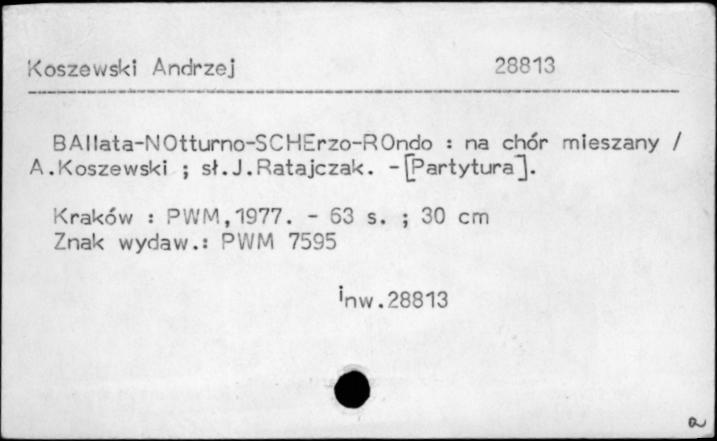 Koszewski Andrzej 28813
BAllata-NOtturno-SCHErzo-ROndo : na chór mieszany /
A.Koszewski ; sł.J.Ratajczak. -[Partytura].
Kraków : PWM,1977. - 63 s. ; 30 cm
Znak wydaw.: PWM 7595
inw.28813
a